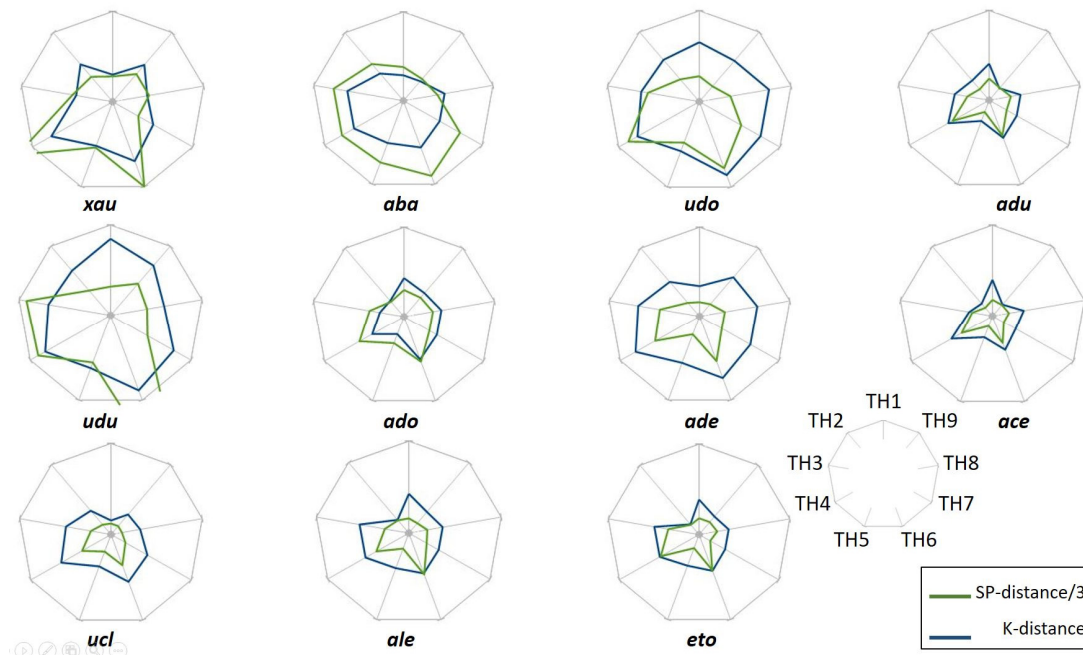 xau
aba
udo
adu
udu
ado
ade
ace
TH1
TH2
TH9
TH3
TH8
TH4
TH7
TH5
TH6
ucl
ale
eto
SP-distance/3
K-distance